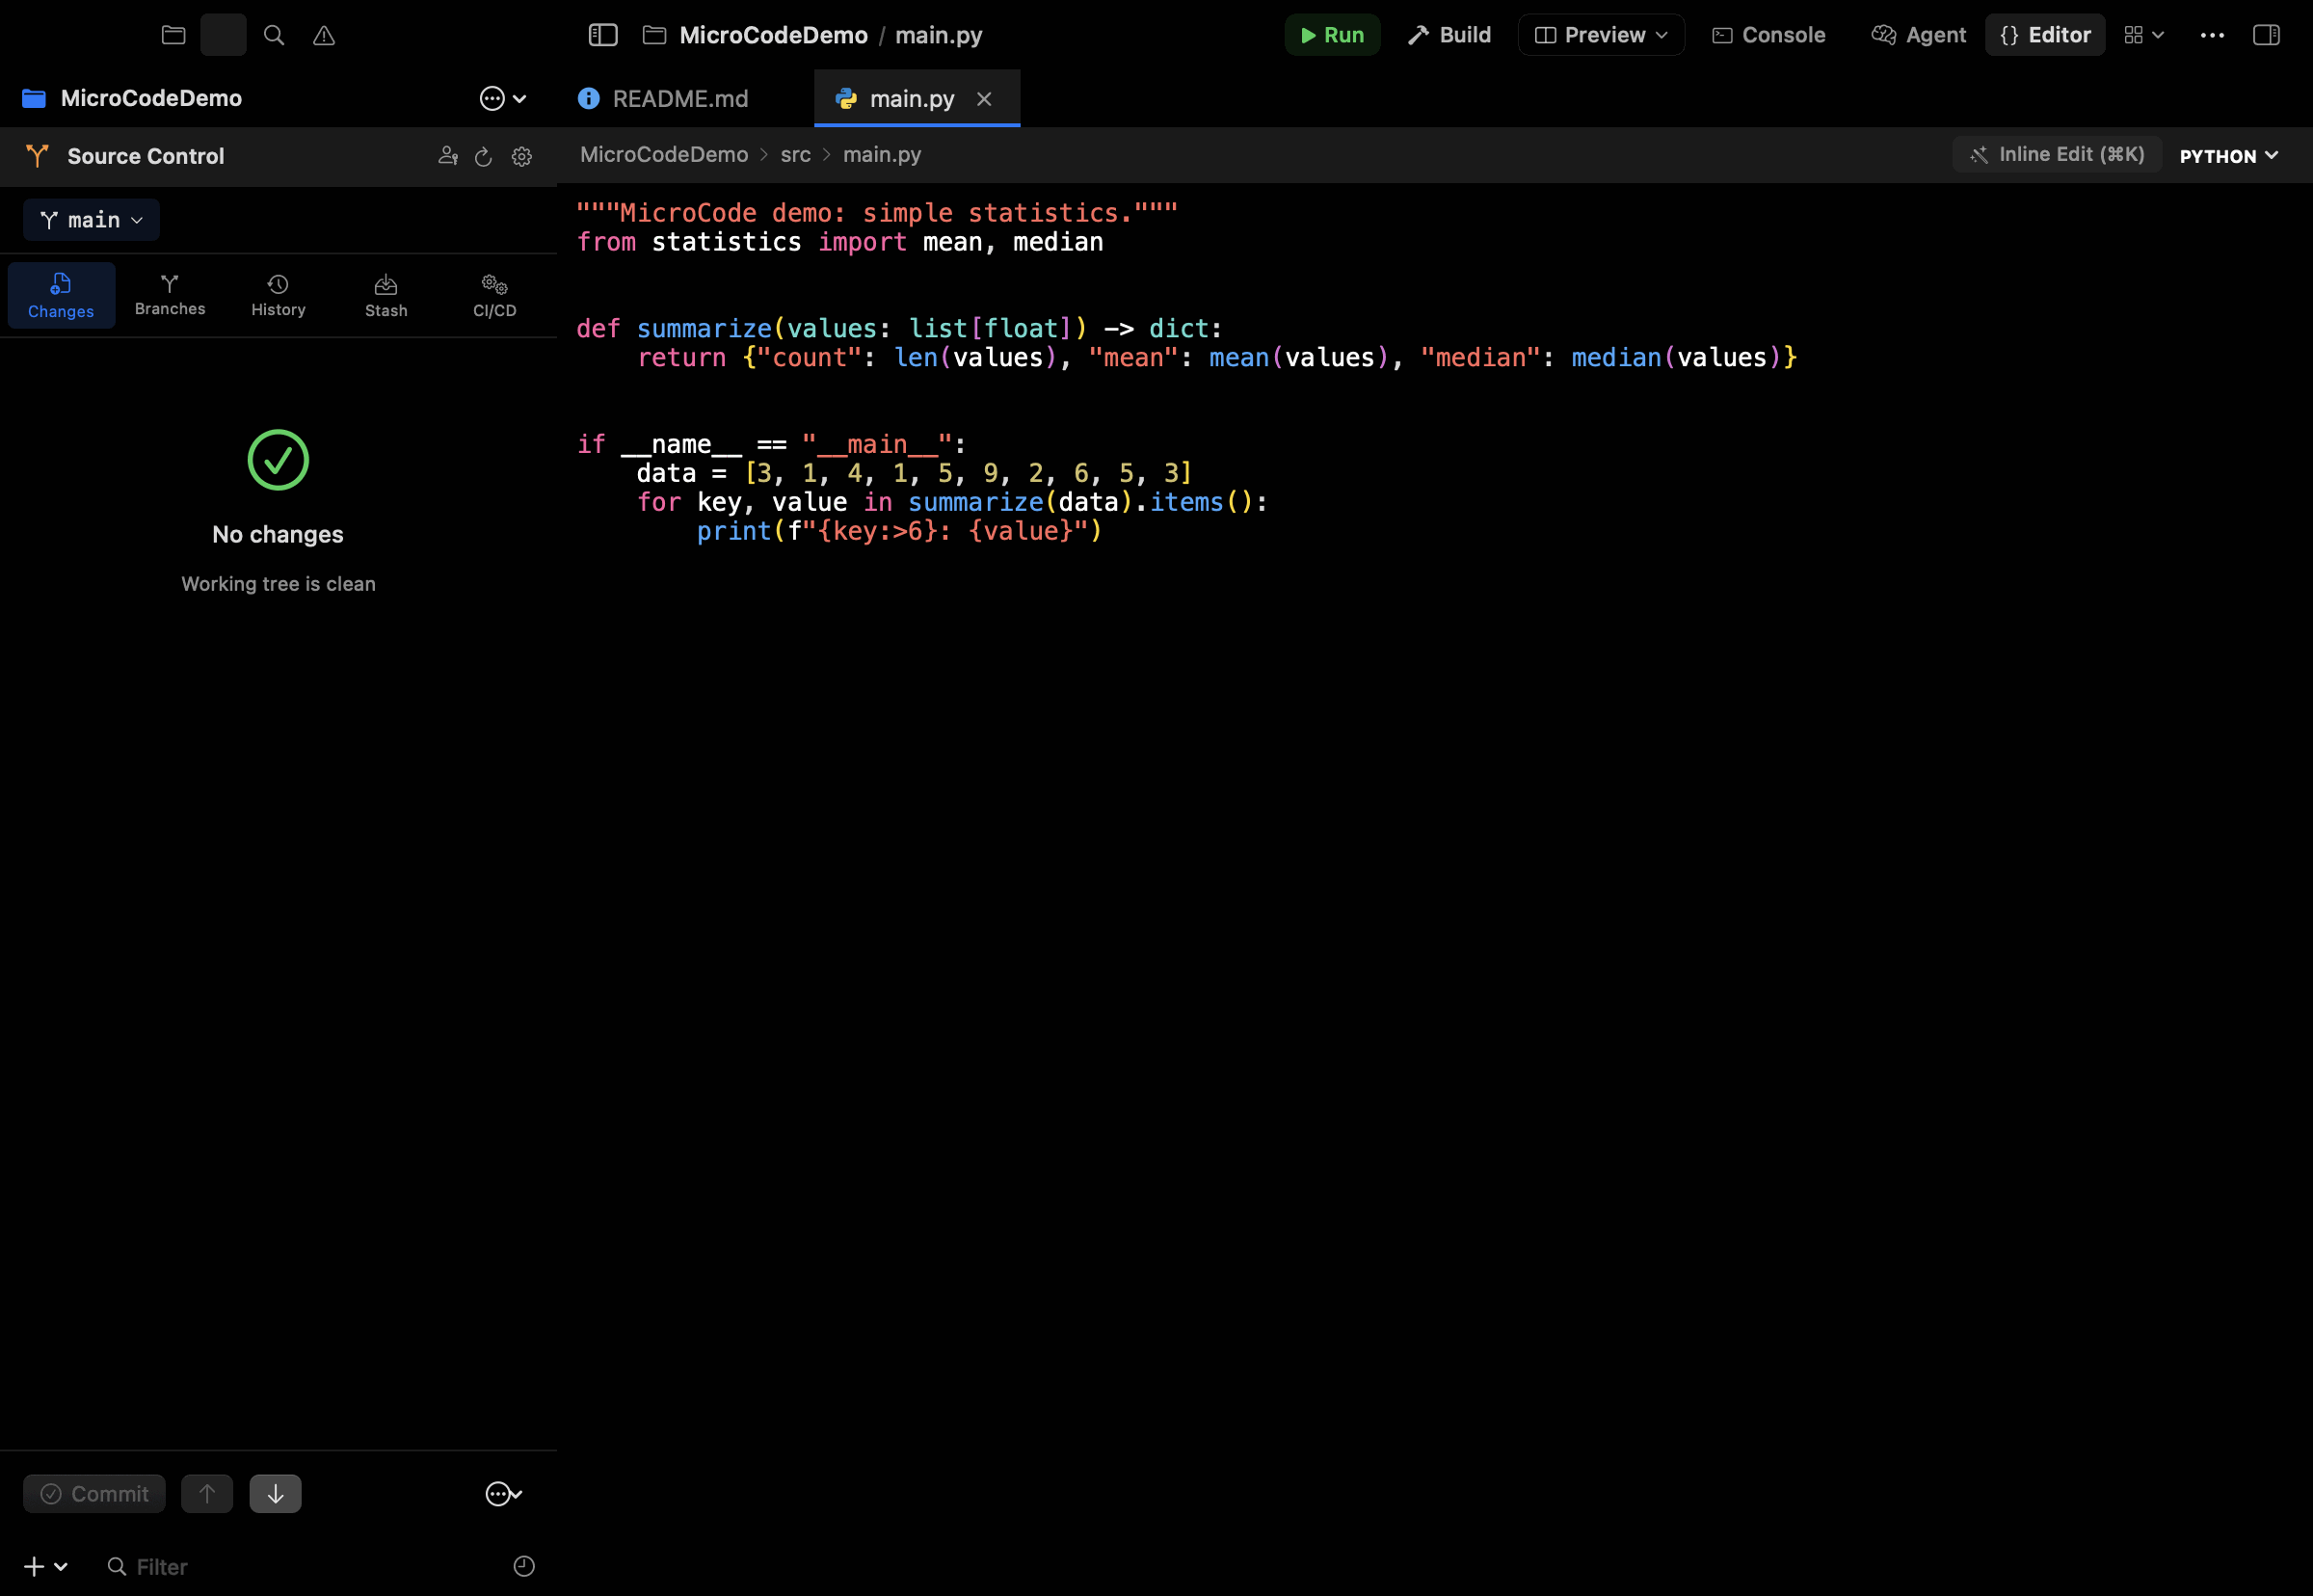 MicroCodeDemo / main.py
Run
Build
Preview
Console
Agent
{} Editor
MicroCodeDemo
README.md
main.py
Source Control
MicroCodeDemo > src > main.py
Inline Edit (⌘K)
PYTHON
main
Changes
Branches
History
Stash
CI/CD
No changes
Working tree is clean
"""MicroCode demo: simple statistics."""
from statistics import mean, median
def summarize(values: list[float]) -> dict:
    return {"count": len(values), "mean": mean(values), "median": median(values)}
if __name__ == "__main__":
    data = [3, 1, 4, 1, 5, 9, 2, 6, 5, 3]
    for key, value in summarize(data).items():
        print(f"{key:>6}: {value}")
Commit
Filter